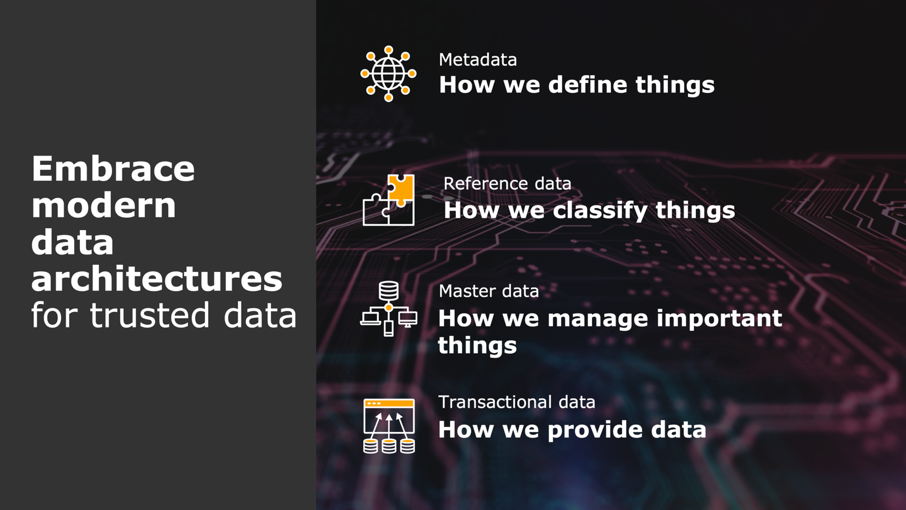 Embrace
modern
data
architectures
for trusted data
Metadata
How we define things
Reference data
How we classify things
Master data
How we manage important
things
Transactional data
How we provide data